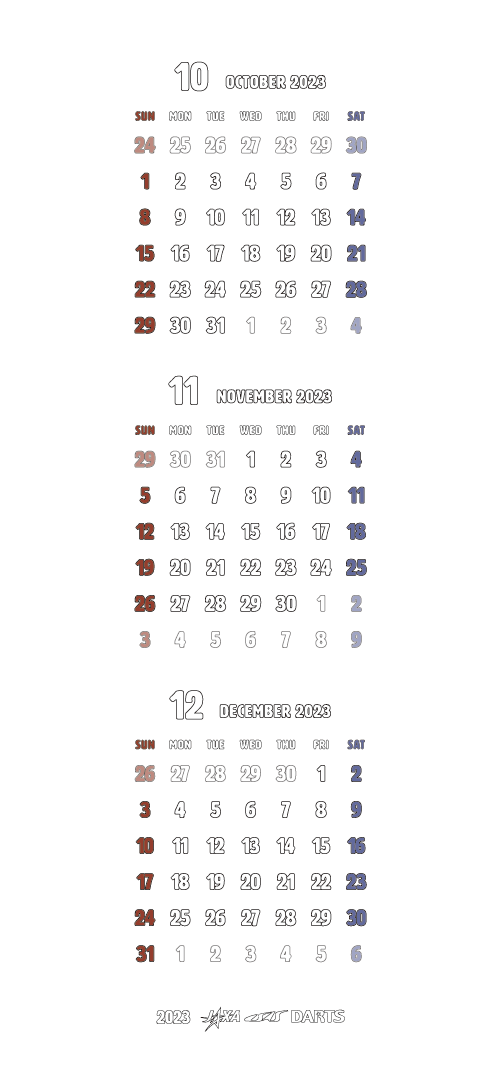 10 OCTOBER 2023
SUN MON TUE WED THU FRI SAT
24 25 26 27 28 29 30
1 2 3 4 5 6 7
8 9 10 11 12 13 14
15 16 17 18 19 20 21
22 23 24 25 26 27 28
29 30 31 1 2 3 4
11 NOVEMBER 2023
SUN MON TUE WED THU FRI SAT
29 30 31 1 2 3 4
5 6 7 8 9 10 11
12 13 14 15 16 17 18
19 20 21 22 23 24 25
26 27 28 29 30 1 2
3 4 5 6 7 8 9
12 DECEMBER 2023
SUN MON TUE WED THU FRI SAT
26 27 28 29 30 1 2
3 4 5 6 7 8 9
10 11 12 13 14 15 16
17 18 19 20 21 22 23
24 25 26 27 28 29 30
31 1 2 3 4 5 6
2023 JAXA DARTS